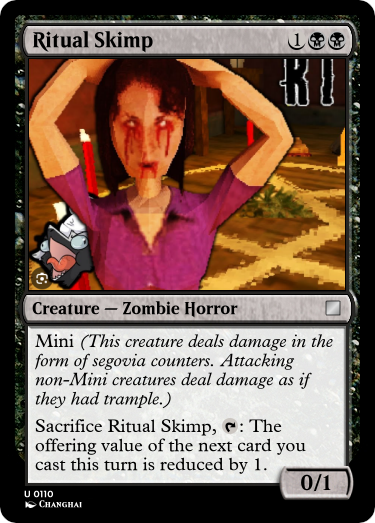 Ritual Skimp 1
RI
Creature — Zombie Horror
Mini (This creature deals damage in the
form of segovia counters. Attacking
non-Mini creatures deal damage as if
they had trample.)
Sacrifice Ritual Skimp, : The
offering value of the next card you
cast this turn is reduced by 1.
0/1
U 0110
CHANGHAI